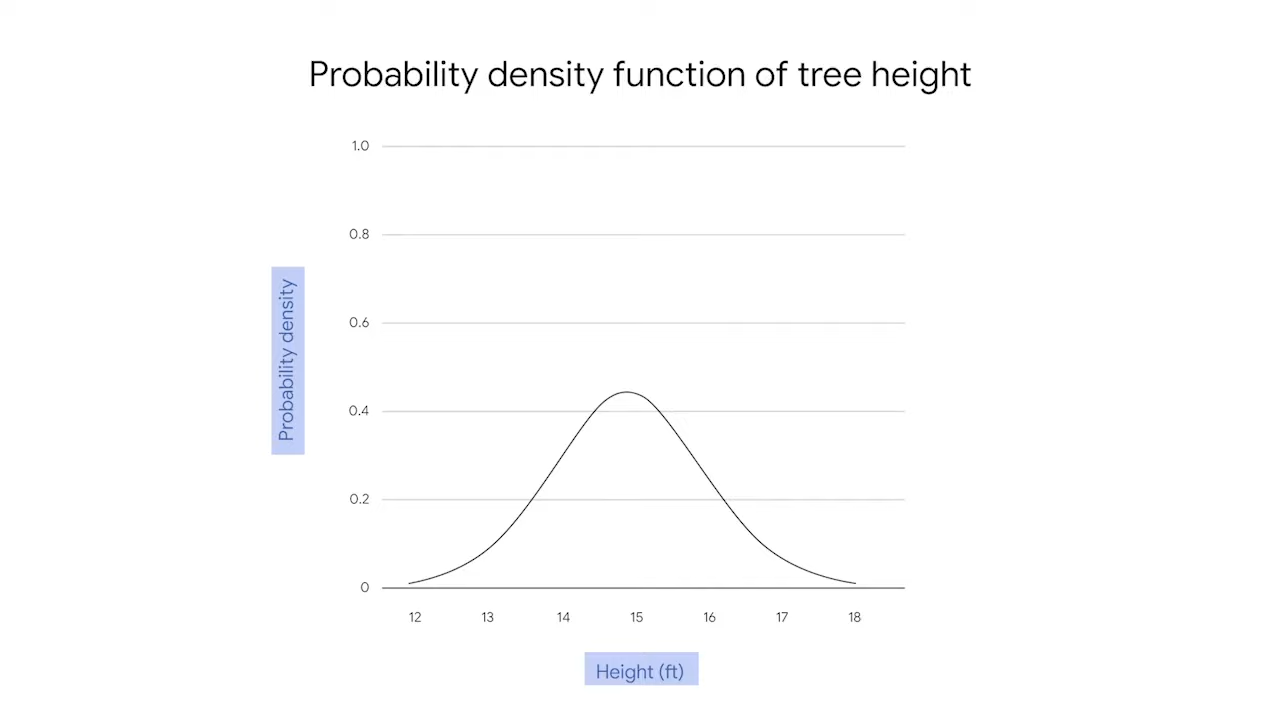 Probability density function of tree height
1.0
0.8
0.6
0.4
0.2
0
Probability density
12 13 14 15 16 17 18
Height (ft)